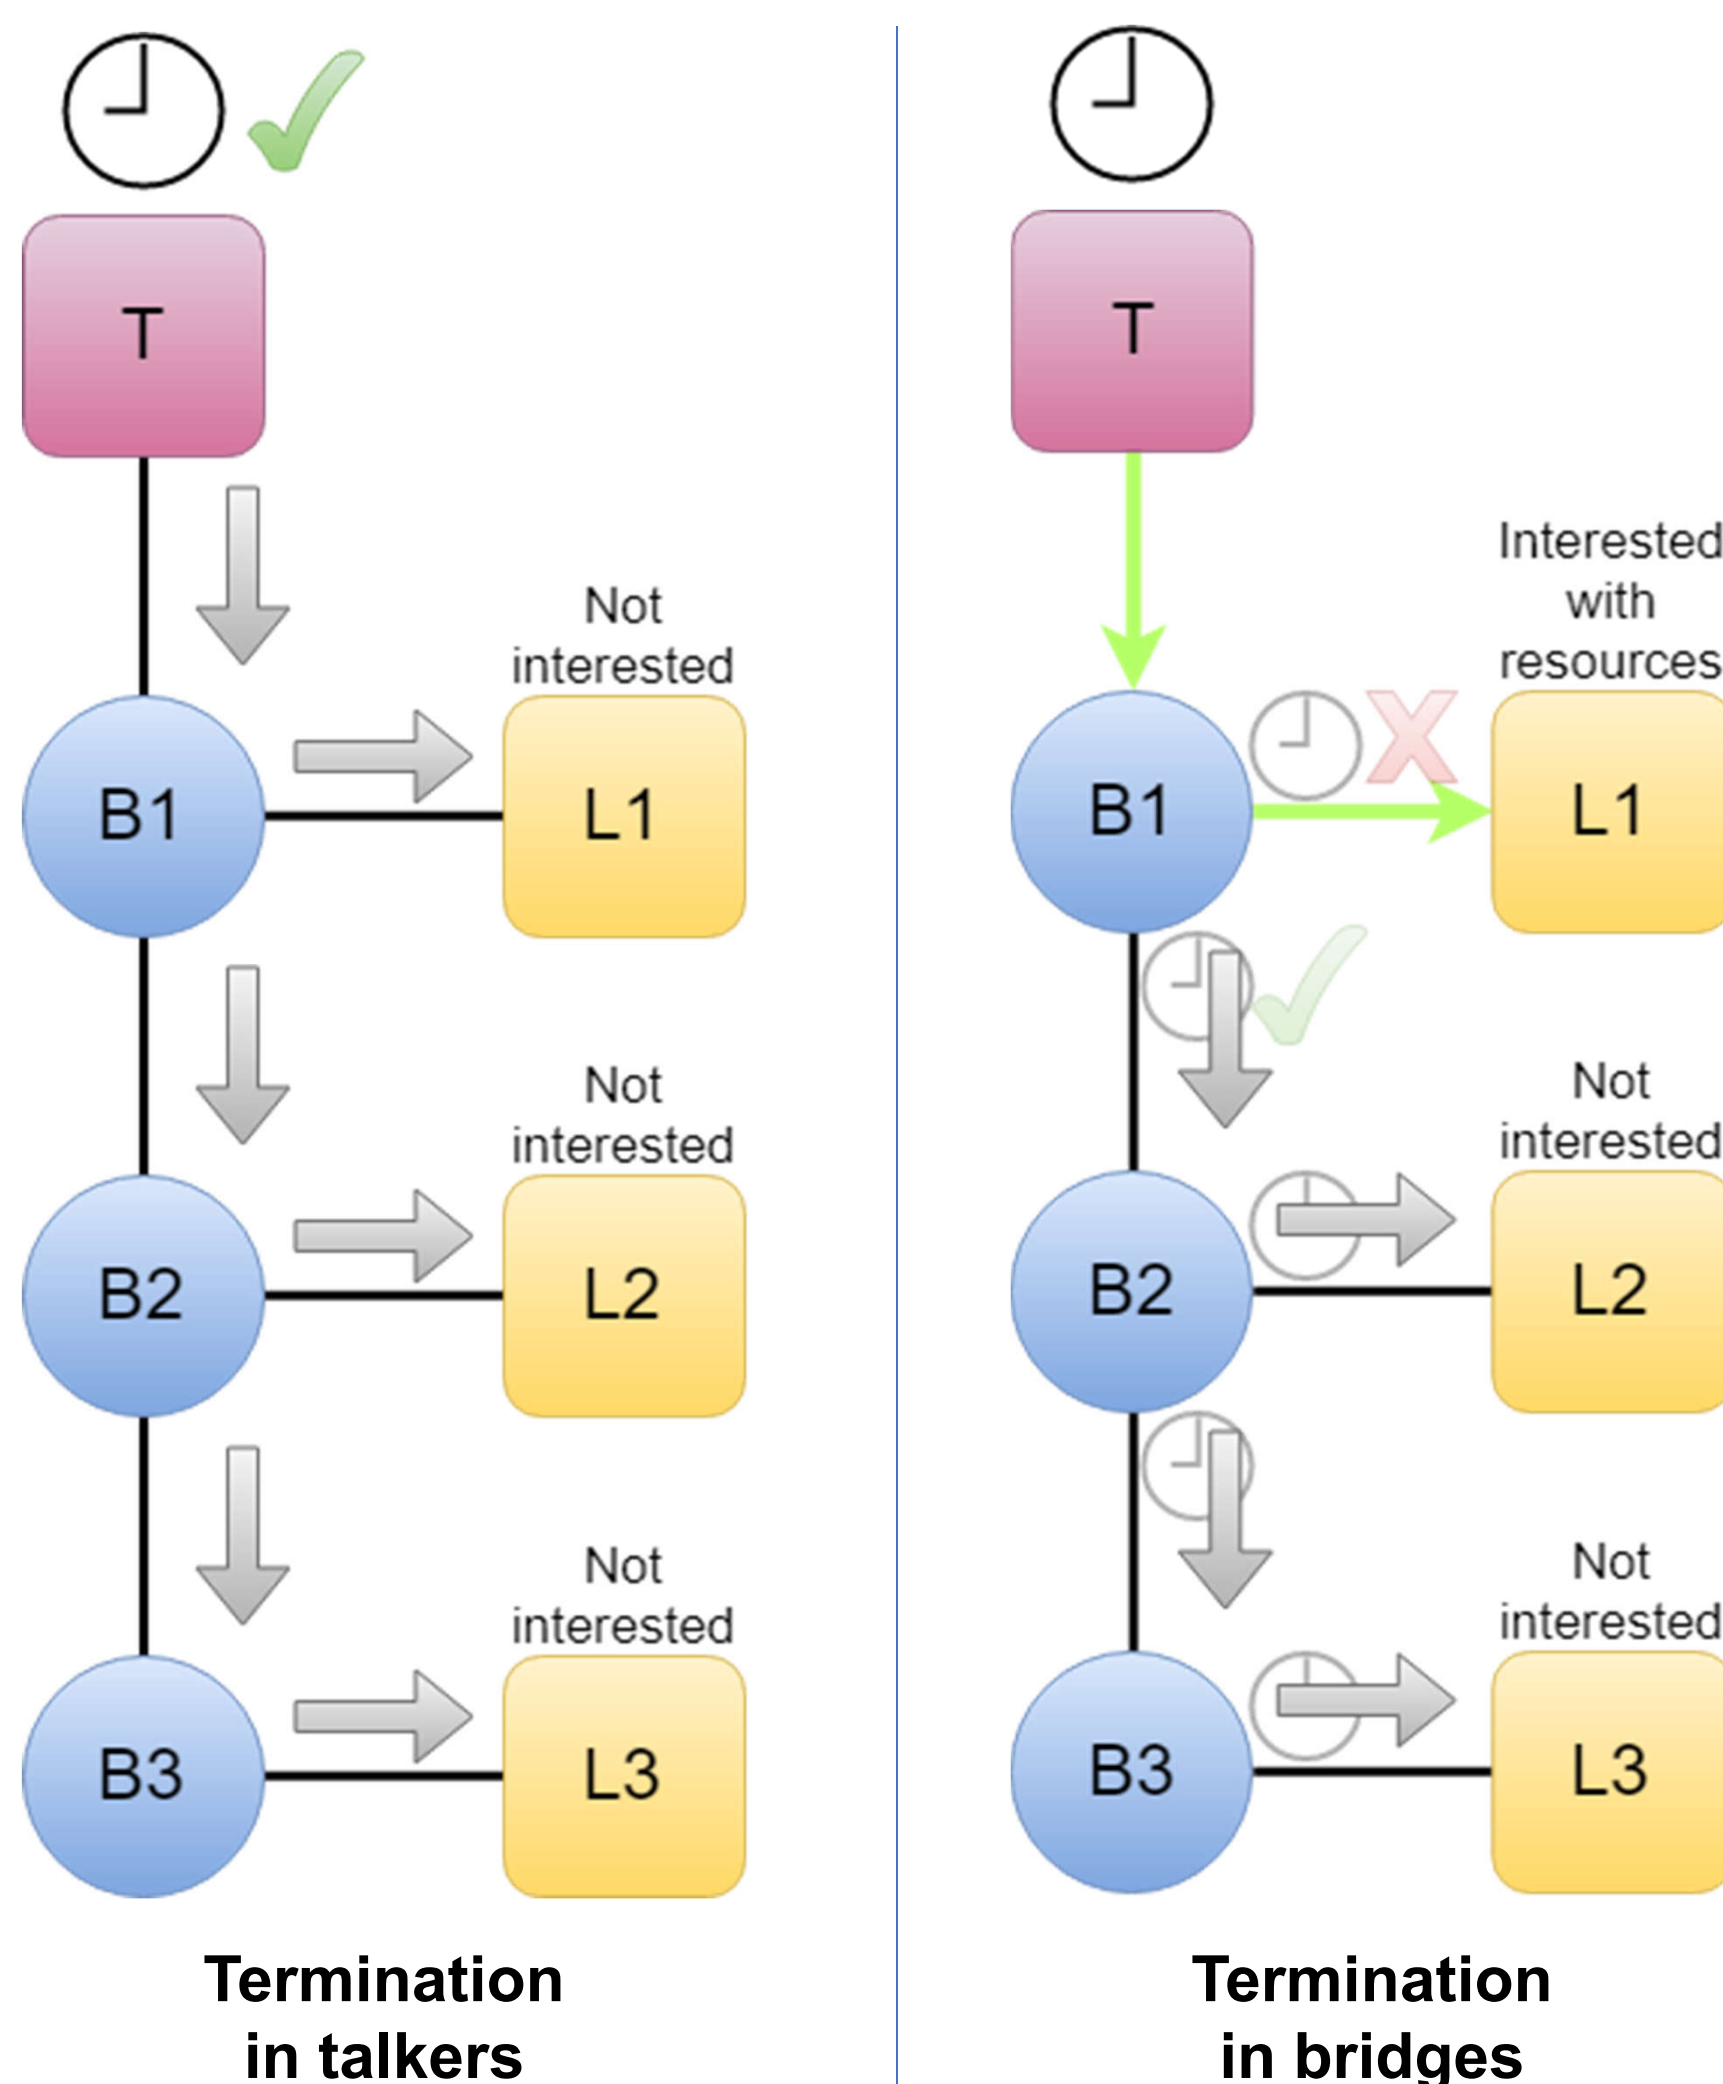 T
Not
interested
B1
L1
Not
interested
B2
L2
Not
interested
B3
L3
Termination
in talkers
T
Interested
with
resources
B1
L1
Not
interested
B2
L2
Not
interested
B3
L3
Termination
in bridges